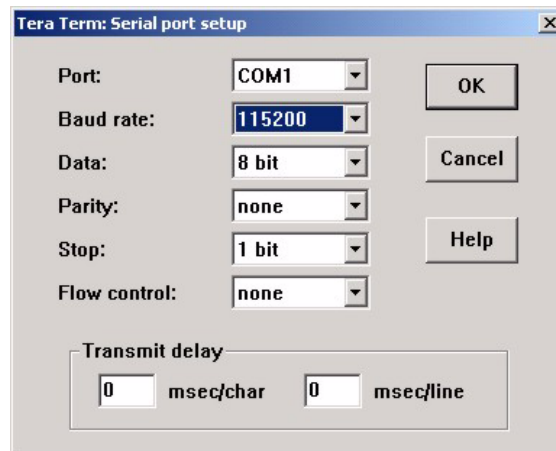 Tera Term: Serial port setup
Port: COM1 OK
Baud rate: 115200
Data: 8 bit Cancel
Parity: none
Stop: 1 bit Help
Flow control: none
Transmit delay
0 msec/char 0 msec/line